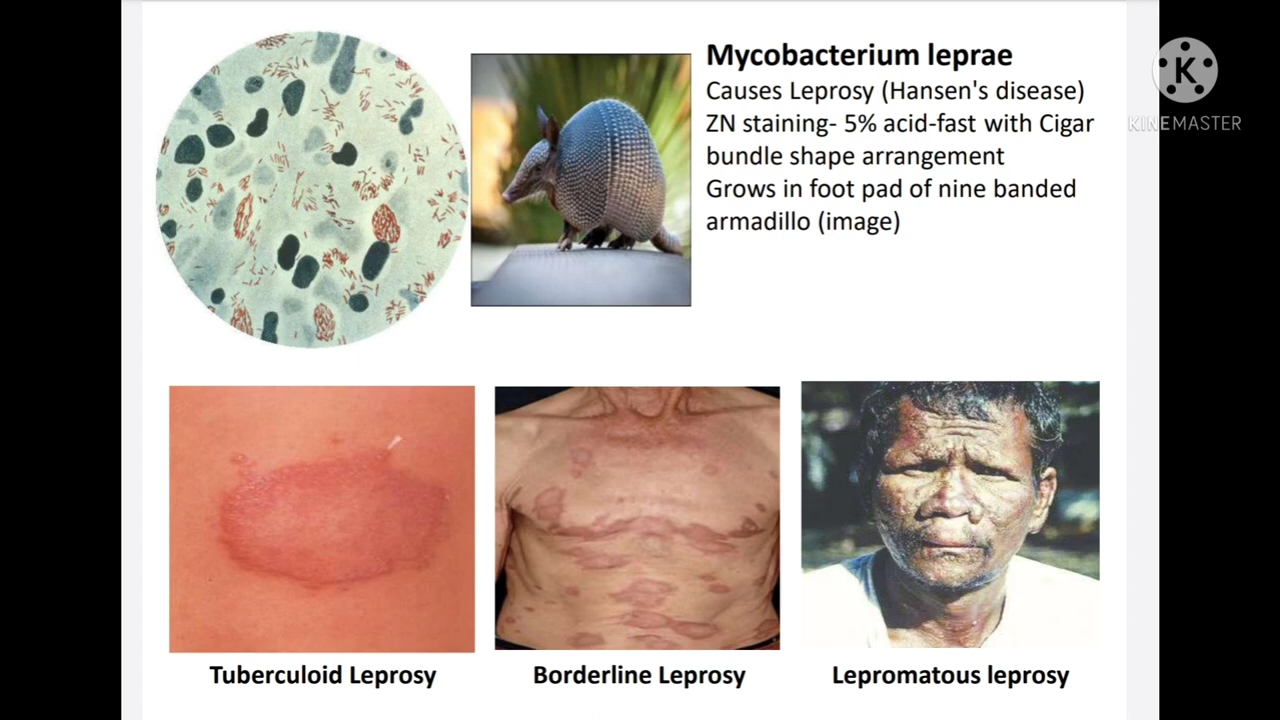 Mycobacterium leprae
Causes Leprosy (Hansen's disease)
ZN staining- 5% acid-fast with Cigar
bundle shape arrangement
Grows in foot pad of nine banded
armadillo (image)
K
KINEMASTER
Tuberculoid Leprosy
Borderline Leprosy
Lepromatous leprosy